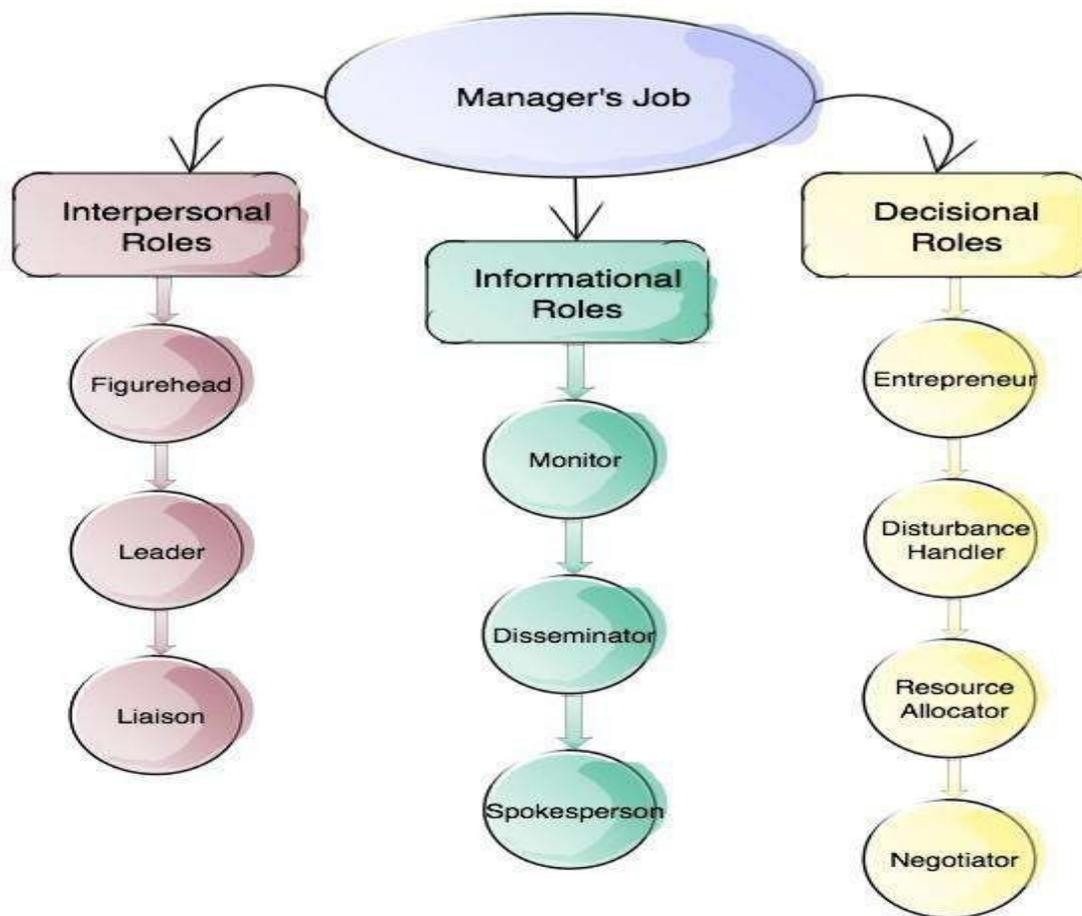 Manager's Job
Interpersonal
Roles
Figurehead
Leader
Liaison
Informational
Roles
Monitor
Disseminator
Spokesperson
Decisional
Roles
Entrepreneur
Disturbance
Handler
Resource
Allocator
Negotiator